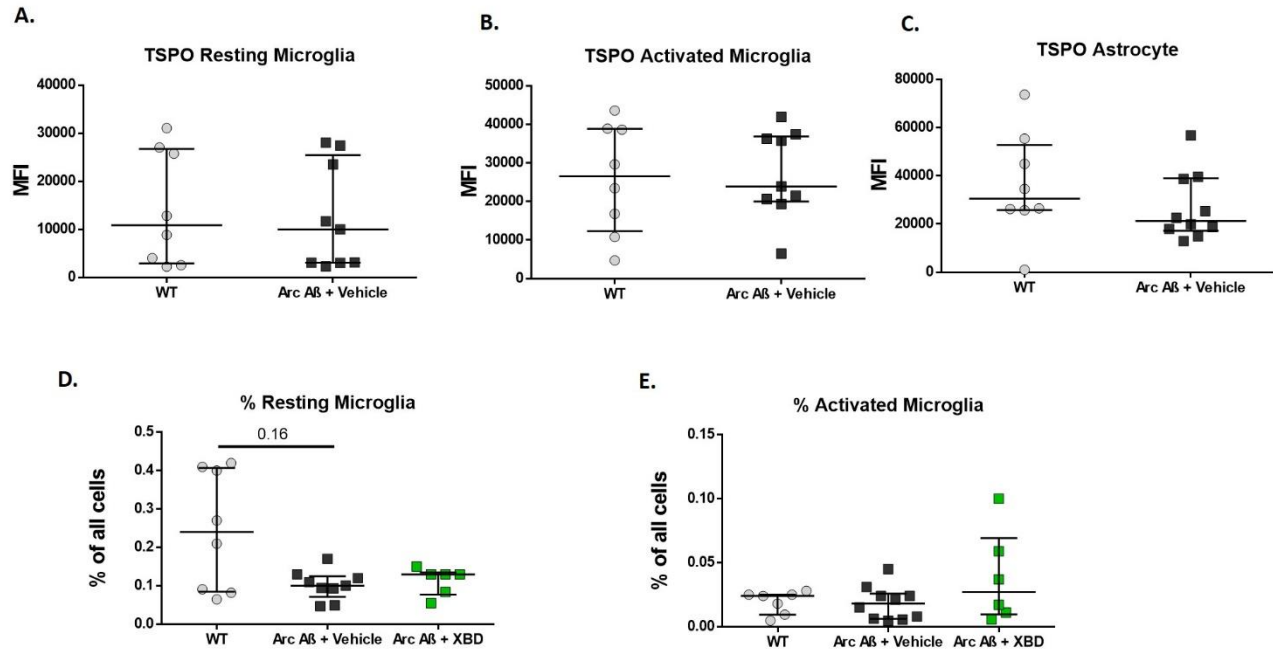 A.
TSPO Resting Microglia
40000
30000
20000
10000
0
MFI
WT
Arc Aß + Vehicle
B.
TSPO Activated Microglia
50000
40000
30000
20000
10000
0
MFI
WT
Arc Aß + Vehicle
C.
TSPO Astrocyte
80000
60000
40000
20000
0
MFI
WT
Arc Aß + Vehicle
D.
% Resting Microglia
0.16
0.5
0.4
0.3
0.2
0.1
0.0
% of all cells
WT
Arc Aß + Vehicle
Arc Aß + XBD
E.
% Activated Microglia
0.15
0.10
0.05
0.00
% of all cells
WT
Arc Aß + Vehicle
Arc Aß + XBD